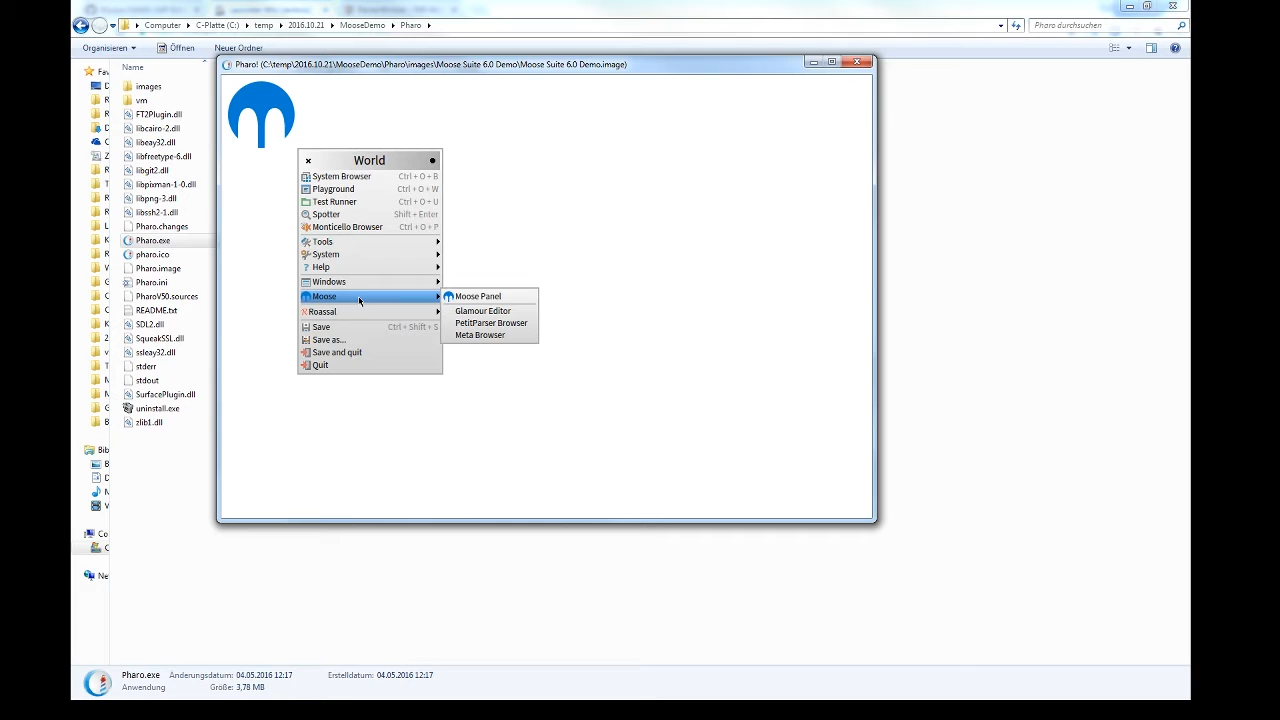 Computer
C-Platte (C:)
temp
2016.10.21
MooseDemo
Pharo
Pharo durchsuchen
Organisieren
Öffnen
Neuer Ordner
Fav
Name
images
vm
FT2Plugin.dll
libcairo-2.dll
libeay32.dll
libfreetype-6.dll
libgit2.dll
libpixman-1-0.dll
libpng-3.dll
libssh2-1.dll
Pharo.changes
Pharo.exe
pharo.ico
Pharo.image
Pharo.ini
PharoV50.sources
README.txt
SDL2.dll
SqueakSSL.dll
ssleay32.dll
stderr
stdout
SurfacePlugin.dll
uninstall.exe
zlib1.dll
Bib
Co
Ne
Pharo! (C:\temp\2016.10.21\MooseDemo\Pharo\images\Moose Suite 6.0 Demo\Moose Suite 6.0 Demo.image)
World
System Browser Ctrl + O + B
Playground Ctrl + O + W
Test Runner Ctrl + O + U
Spotter Shift + Enter
Monticello Browser Ctrl + O + P
Tools
System
Help
Windows
Moose
Roassal
Save Ctrl + Shift + S
Save as...
Save and quit
Quit
Moose Panel
Glamour Editor
PetitParser Browser
Meta Browser
Pharo.exe Änderungsdatum: 04.05.2016 12:17 Erstelldatum: 04.05.2016 12:17
Anwendung Größe: 3,78 MB